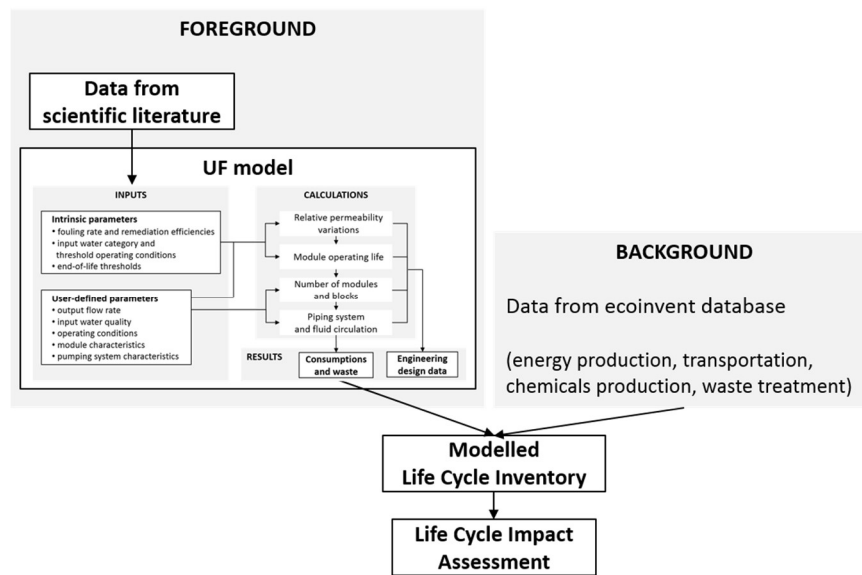 FOREGROUND
Data from
scientific literature
UF model
INPUTS
Intrinsic parameters
• fouling rate and remediation efficiencies
• input water category and
threshold operating conditions
• end-of-life thresholds
User-defined parameters
• output flow rate
• input water quality
• operating conditions
• module characteristics
• pumping system characteristics
CALCULATIONS
Relative permeability
variations
Module operating life
Number of modules
and blocks
Piping system
and fluid circulation
RESULTS
Consumptions
and waste
Engineering
design data
BACKGROUND
Data from ecoinvent database
(energy production, transportation,
chemicals production, waste treatment)
Modelled
Life Cycle Inventory
Life Cycle Impact
Assessment